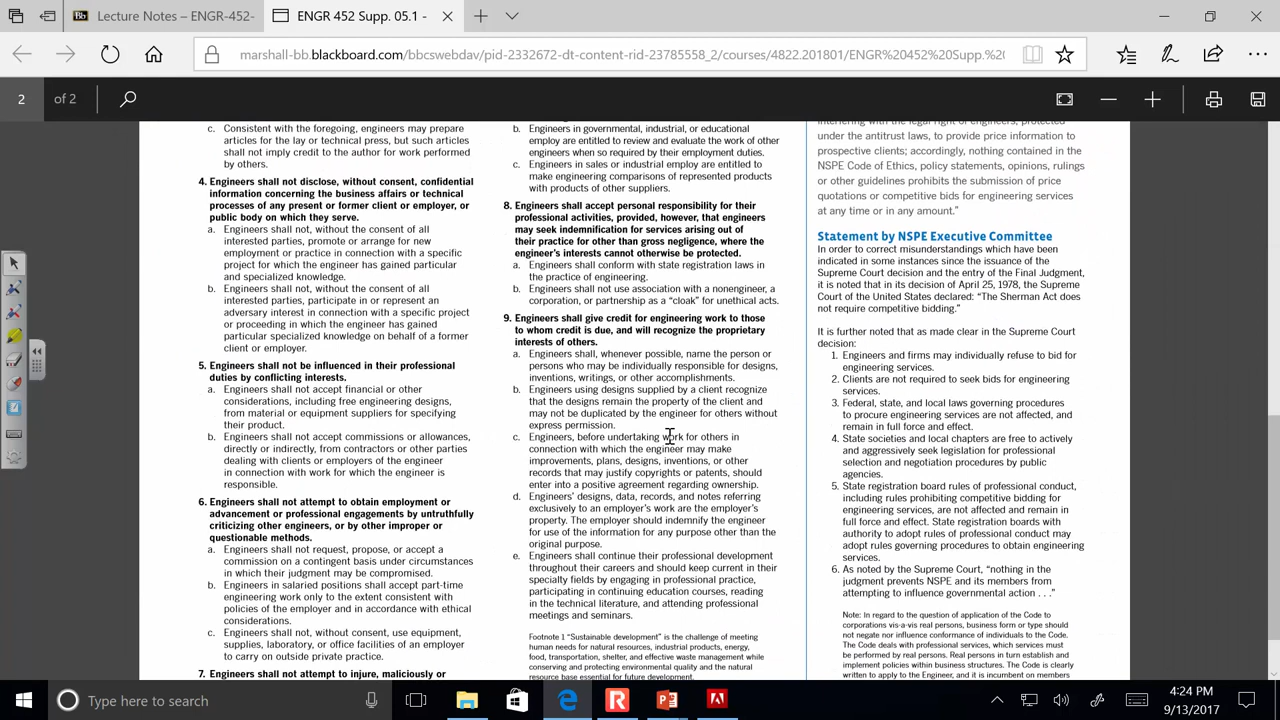 Lecture Notes – ENGR-452-
ENGR 452 Supp. 05.1 -
marshall-bb.blackboard.com/bbcswebdav/pid-2332672-dt-content-rid-23785558_2/courses/4822.201801/ENGR%20452%20Supp.%2
2 of 2
c. Consistent with the foregoing, engineers may prepare
articles for the lay or technical press, but such articles
shall not imply credit to the author for work performed
by others.
4. Engineers shall not disclose, without consent, confidential
information concerning the business affairs or technical
processes of any present or former client or employer, or
public body on which they serve.
a. Engineers shall not, without the consent of all
interested parties, promote or arrange for new
employment or practice in connection with a specific
project for which the engineer has gained particular
and specialized knowledge.
b. Engineers shall not, without the consent of all
interested parties, participate in or represent an
adversary interest in connection with a specific project
or proceeding in which the engineer has gained
particular specialized knowledge on behalf of a former
client or employer.
5. Engineers shall not be influenced in their professional
duties by conflicting interests.
a. Engineers shall not accept financial or other
considerations, including free engineering designs,
from material or equipment suppliers for specifying
their product.
b. Engineers shall not accept commissions or allowances,
directly or indirectly, from contractors or other parties
dealing with clients or employers of the engineer
in connection with work for which the engineer is
responsible.
6. Engineers shall not attempt to obtain employment or
advancement or professional engagements by untruthfully
criticizing other engineers, or by other improper or
questionable methods.
a. Engineers shall not request, propose, or accept a
commission on a contingent basis under circumstances
in which their judgment may be compromised.
b. Engineers in salaried positions shall accept part-time
engineering work only to the extent consistent with
policies of the employer and in accordance with ethical
considerations.
c. Engineers shall not, without consent, use equipment,
supplies, laboratory, or office facilities of an employer
to carry on outside private practice.
7. Engineers shall not attempt to injure, maliciously or
b. Engineers in governmental, industrial, or educational
employ are entitled to review and evaluate the work of other
engineers when so required by their employment duties.
c. Engineers in sales or industrial employ are entitled to
make engineering comparisons of represented products
with products of other suppliers.
8. Engineers shall accept personal responsibility for their
professional activities, provided, however, that engineers
may seek indemnification for services arising out of
their practice for other than gross negligence, where the
engineer's interests cannot otherwise be protected.
a. Engineers shall conform with state registration laws in
the practice of engineering.
b. Engineers shall not use association with a nonengineer, a
corporation, or partnership as a “cloak” for unethical acts.
9. Engineers shall give credit for engineering work to those
to whom credit is due, and will recognize the proprietary
interests of others.
a. Engineers shall, whenever possible, name the person or
persons who may be individually responsible for designs,
inventions, writings, or other accomplishments.
b. Engineers using designs supplied by a client recognize
that the designs remain the property of the client and
may not be duplicated by the engineer for others without
express permission.
c. Engineers, before undertaking work for others in
connection with which the engineer may make
improvements, plans, designs, inventions, or other
records that may justify copyrights or patents, should
enter into a positive agreement regarding ownership.
d. Engineers' designs, data, records, and notes referring
exclusively to an employer's work are the employer's
property. The employer should indemnify the engineer
for use of the information for any purpose other than the
original purpose.
e. Engineers shall continue their professional development
throughout their careers and should keep current in their
specialty fields by engaging in professional practice,
participating in continuing education courses, reading
in the technical literature, and attending professional
meetings and seminars.
Footnote 1 “Sustainable development” is the challenge of meeting
human needs for natural resources, industrial products, energy,
food, transportation, shelter, and effective waste management while
conserving and protecting environmental quality and the natural
resource base essential for future development.
interfering with the legal right of engineers, protected
under the antitrust laws, to provide price information to
prospective clients; accordingly, nothing contained in the
NSPE Code of Ethics, policy statements, opinions, rulings
or other guidelines prohibits the submission of price
quotations or competitive bids for engineering services
at any time or in any amount.”
Statement by NSPE Executive Committee
In order to correct misunderstandings which have been
indicated in some instances since the issuance of the
Supreme Court decision and the entry of the Final Judgment,
it is noted that in its decision of April 25, 1978, the Supreme
Court of the United States declared: “The Sherman Act does
not require competitive bidding.”
It is further noted that as made clear in the Supreme Court
decision:
1. Engineers and firms may individually refuse to bid for
engineering services.
2. Clients are not required to seek bids for engineering
services.
3. Federal, state, and local laws governing procedures
to procure engineering services are not affected, and
remain in full force and effect.
4. State societies and local chapters are free to actively
and aggressively seek legislation for professional
selection and negotiation procedures by public
agencies.
5. State registration board rules of professional conduct,
including rules prohibiting competitive bidding for
engineering services, are not affected and remain in
full force and effect. State registration boards with
authority to adopt rules of professional conduct may
adopt rules governing procedures to obtain engineering
services.
6. As noted by the Supreme Court, “nothing in the
judgment prevents NSPE and its members from
attempting to influence governmental action . . .”
Note: In regard to the question of application of the Code to
corporations vis-a-vis real persons, business form or type should
not negate nor influence conformance of individuals to the Code.
The Code deals with professional services, which services must
be performed by real persons. Real persons in turn establish and
implement policies within business structures. The Code is clearly
written to apply to the Engineer, and it is incumbent on members
Type here to search
4:24 PM
9/13/2017